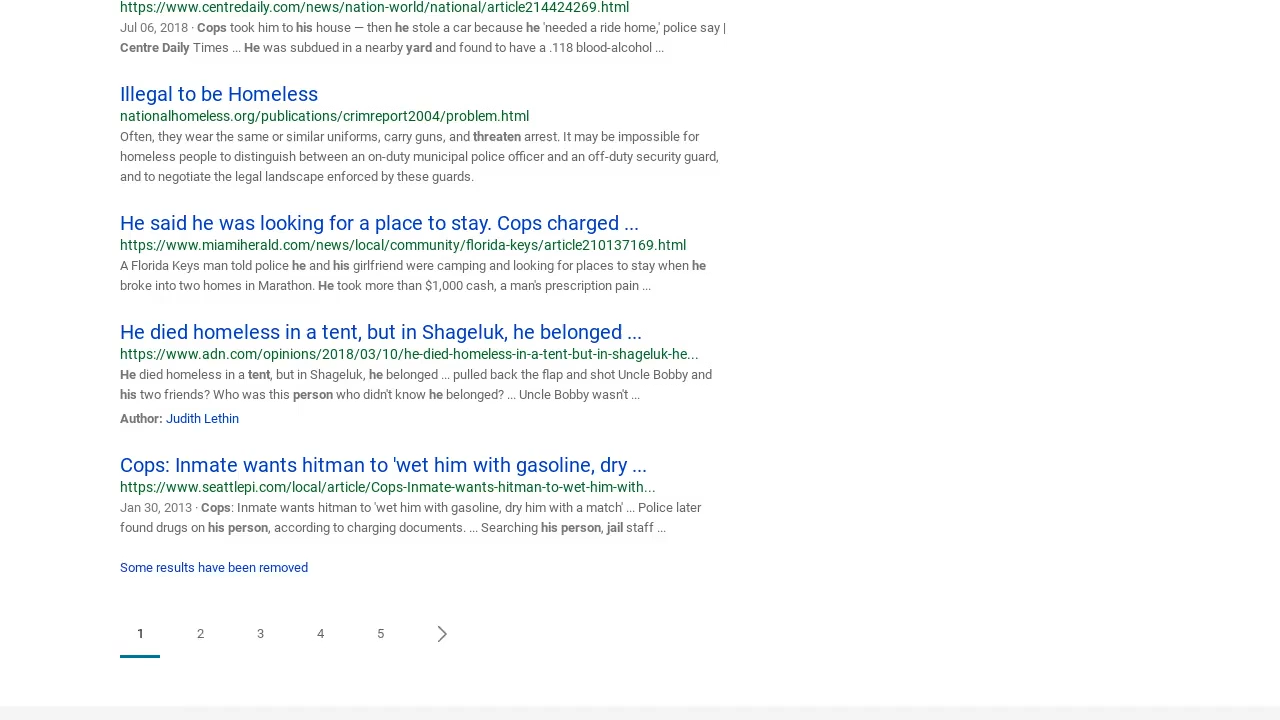 https://www.centredaily.com/news/nation-world/national/article214424269.html
Jul 06, 2018 · Cops took him to his house — then he stole a car because he 'needed a ride home,' police say |
Centre Daily Times ... He was subdued in a nearby yard and found to have a .118 blood-alcohol ...
Illegal to be Homeless
nationalhomeless.org/publications/crimreport2004/problem.html
Often, they wear the same or similar uniforms, carry guns, and threaten arrest. It may be impossible for
homeless people to distinguish between an on-duty municipal police officer and an off-duty security guard,
and to negotiate the legal landscape enforced by these guards.
He said he was looking for a place to stay. Cops charged ...
https://www.miamiherald.com/news/local/community/florida-keys/article210137169.html
A Florida Keys man told police he and his girlfriend were camping and looking for places to stay when he
broke into two homes in Marathon. He took more than $1,000 cash, a man's prescription pain ...
He died homeless in a tent, but in Shageluk, he belonged ...
https://www.adn.com/opinions/2018/03/10/he-died-homeless-in-a-tent-but-in-shageluk-he...
He died homeless in a tent, but in Shageluk, he belonged ... pulled back the flap and shot Uncle Bobby and
his two friends? Who was this person who didn't know he belonged? ... Uncle Bobby wasn't ...
Author: Judith Lethin
Cops: Inmate wants hitman to 'wet him with gasoline, dry ...
https://www.seattlepi.com/local/article/Cops-Inmate-wants-hitman-to-wet-him-with...
Jan 30, 2013 · Cops: Inmate wants hitman to 'wet him with gasoline, dry him with a match' ... Police later
found drugs on his person, according to charging documents. ... Searching his person, jail staff ...
Some results have been removed
1 2 3 4 5